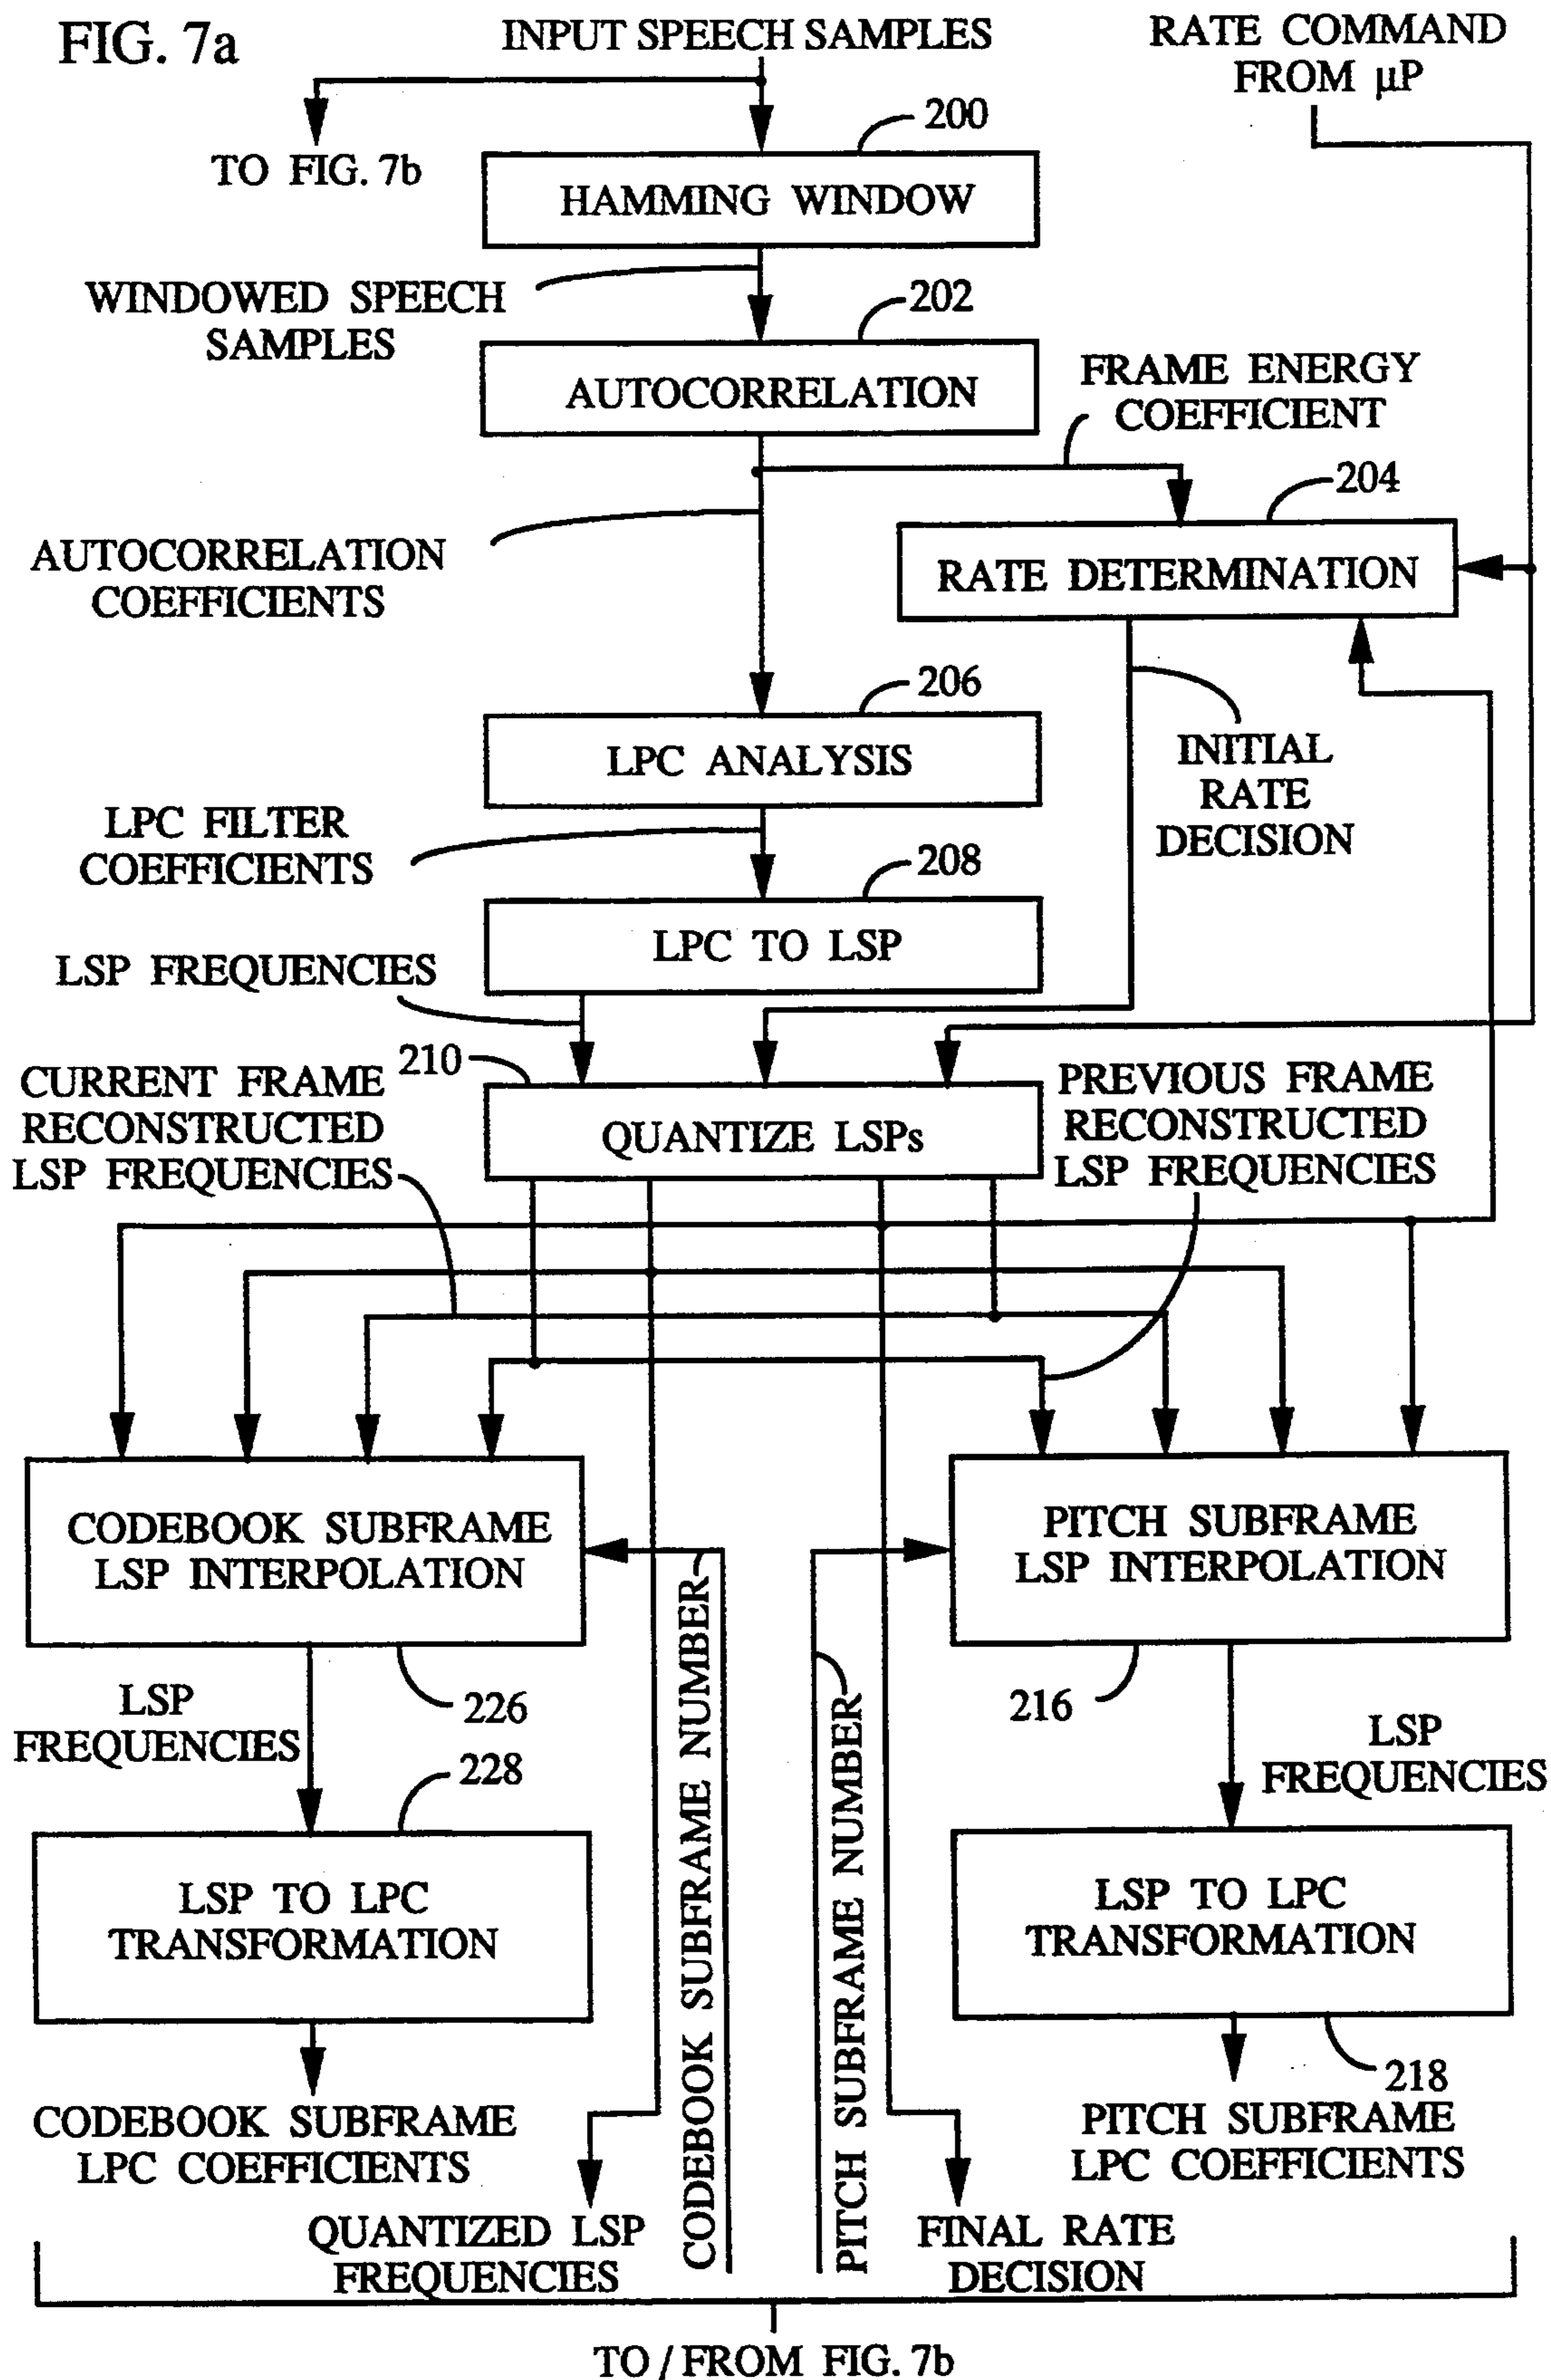 FIG. 7a
INPUT SPEECH SAMPLES
RATE COMMAND
FROM µP
TO FIG. 7b
200
HAMMING WINDOW
WINDOWED SPEECH
SAMPLES
202
AUTOCORRELATION
FRAME ENERGY
COEFFICIENT
204
AUTOCORRELATION
COEFFICIENTS
RATE DETERMINATION
206
LPC ANALYSIS
INITIAL
RATE
DECISION
LPC FILTER
COEFFICIENTS
208
LPC TO LSP
LSP FREQUENCIES
210
CURRENT FRAME
RECONSTRUCTED
LSP FREQUENCIES
QUANTIZE LSPs
PREVIOUS FRAME
RECONSTRUCTED
LSP FREQUENCIES
CODEBOOK SUBFRAME
LSP INTERPOLATION
PITCH SUBFRAME
LSP INTERPOLATION
226
216
LSP
FREQUENCIES
LSP
FREQUENCIES
228
CODEBOOK SUBFRAME NUMBER
PITCH SUBFRAME NUMBER
LSP TO LPC
TRANSFORMATION
LSP TO LPC
TRANSFORMATION
218
CODEBOOK SUBFRAME
LPC COEFFICIENTS
PITCH SUBFRAME
LPC COEFFICIENTS
QUANTIZED LSP
FREQUENCIES
FINAL RATE
DECISION
TO / FROM FIG. 7b